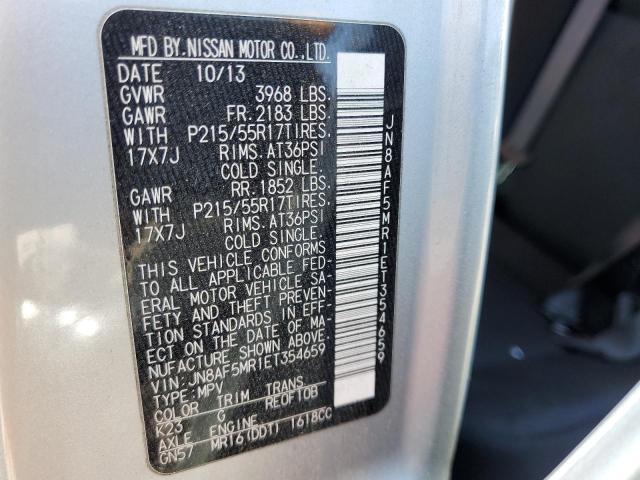 MFD BY.NISSAN MOTOR CO.,LTD.
DATE 10/13
GVWR 3968 LBS.
GAWR FR. 2183 LBS.
WITH P215/55R17TIRES.
17X7J RIMS.AT36PSI
COLD SINGLE.
GAWR RR. 1852 LBS.
WITH P215/55R17TIRES.
17X7J RIMS.AT36PSI
COLD SINGLE.
THIS VEHICLE CONFORMS
TO ALL APPLICABLE FED-
ERAL MOTOR VEHICLE SA-
FETY AND THEFT PREVEN-
TION STANDARDS IN EFF-
ECT ON THE DATE OF MA-
NUFACTURE SHOWN ABOVE.
VIN: JN8AF5MR1ET354659
TYPE: MPV
COLOR TRIM TRANS
K23 G RE0F10B
AXLE ENGINE
GN57 MR16(DDT) 1618CC
JN8AF5MR1ET354659